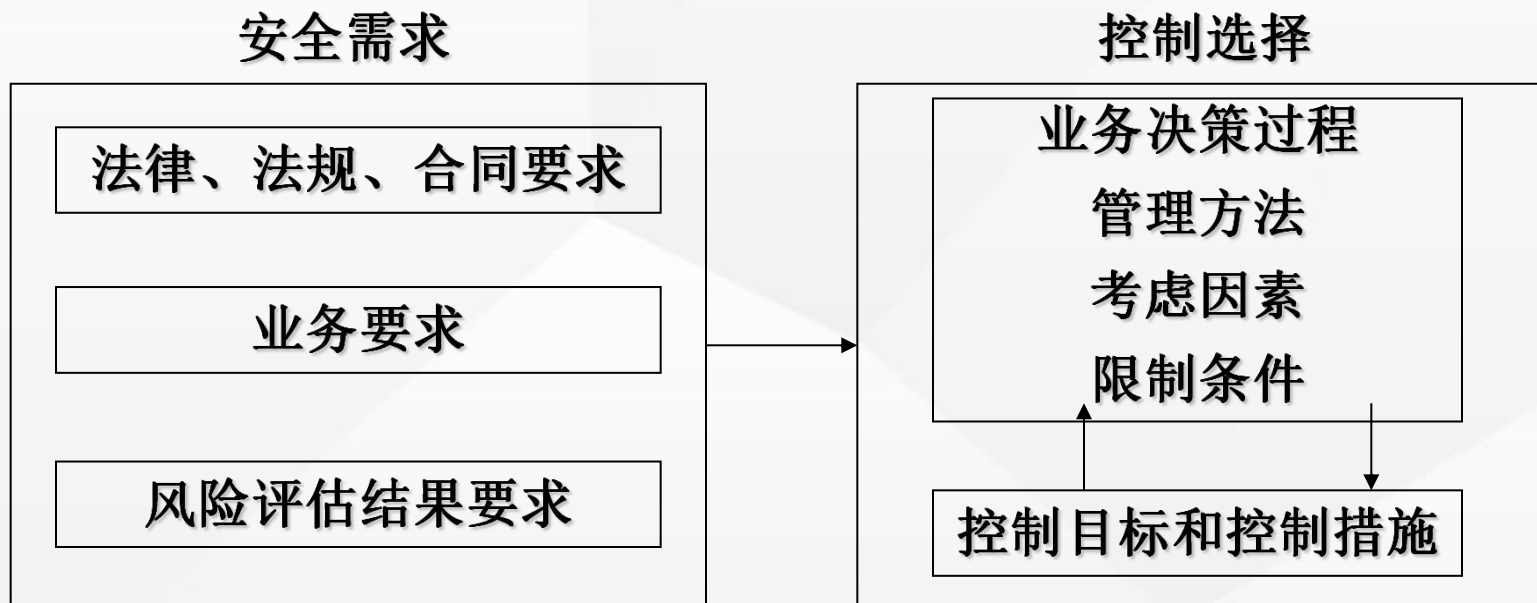 安全需求
法律、法规、合同要求
业务要求
风险评估结果要求
控制选择
业务决策过程
管理方法
考虑因素
限制条件
控制目标和控制措施